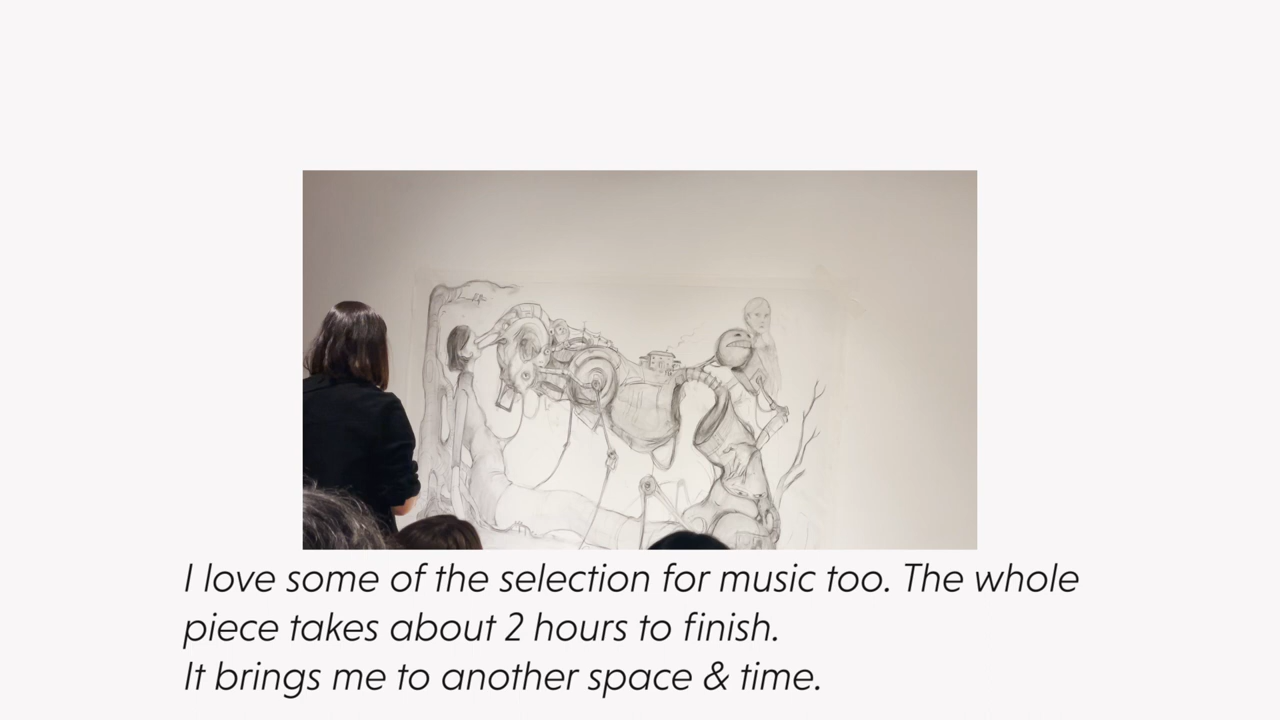 I love some of the selection for music too. The whole
piece takes about 2 hours to finish.
It brings me to another space & time.